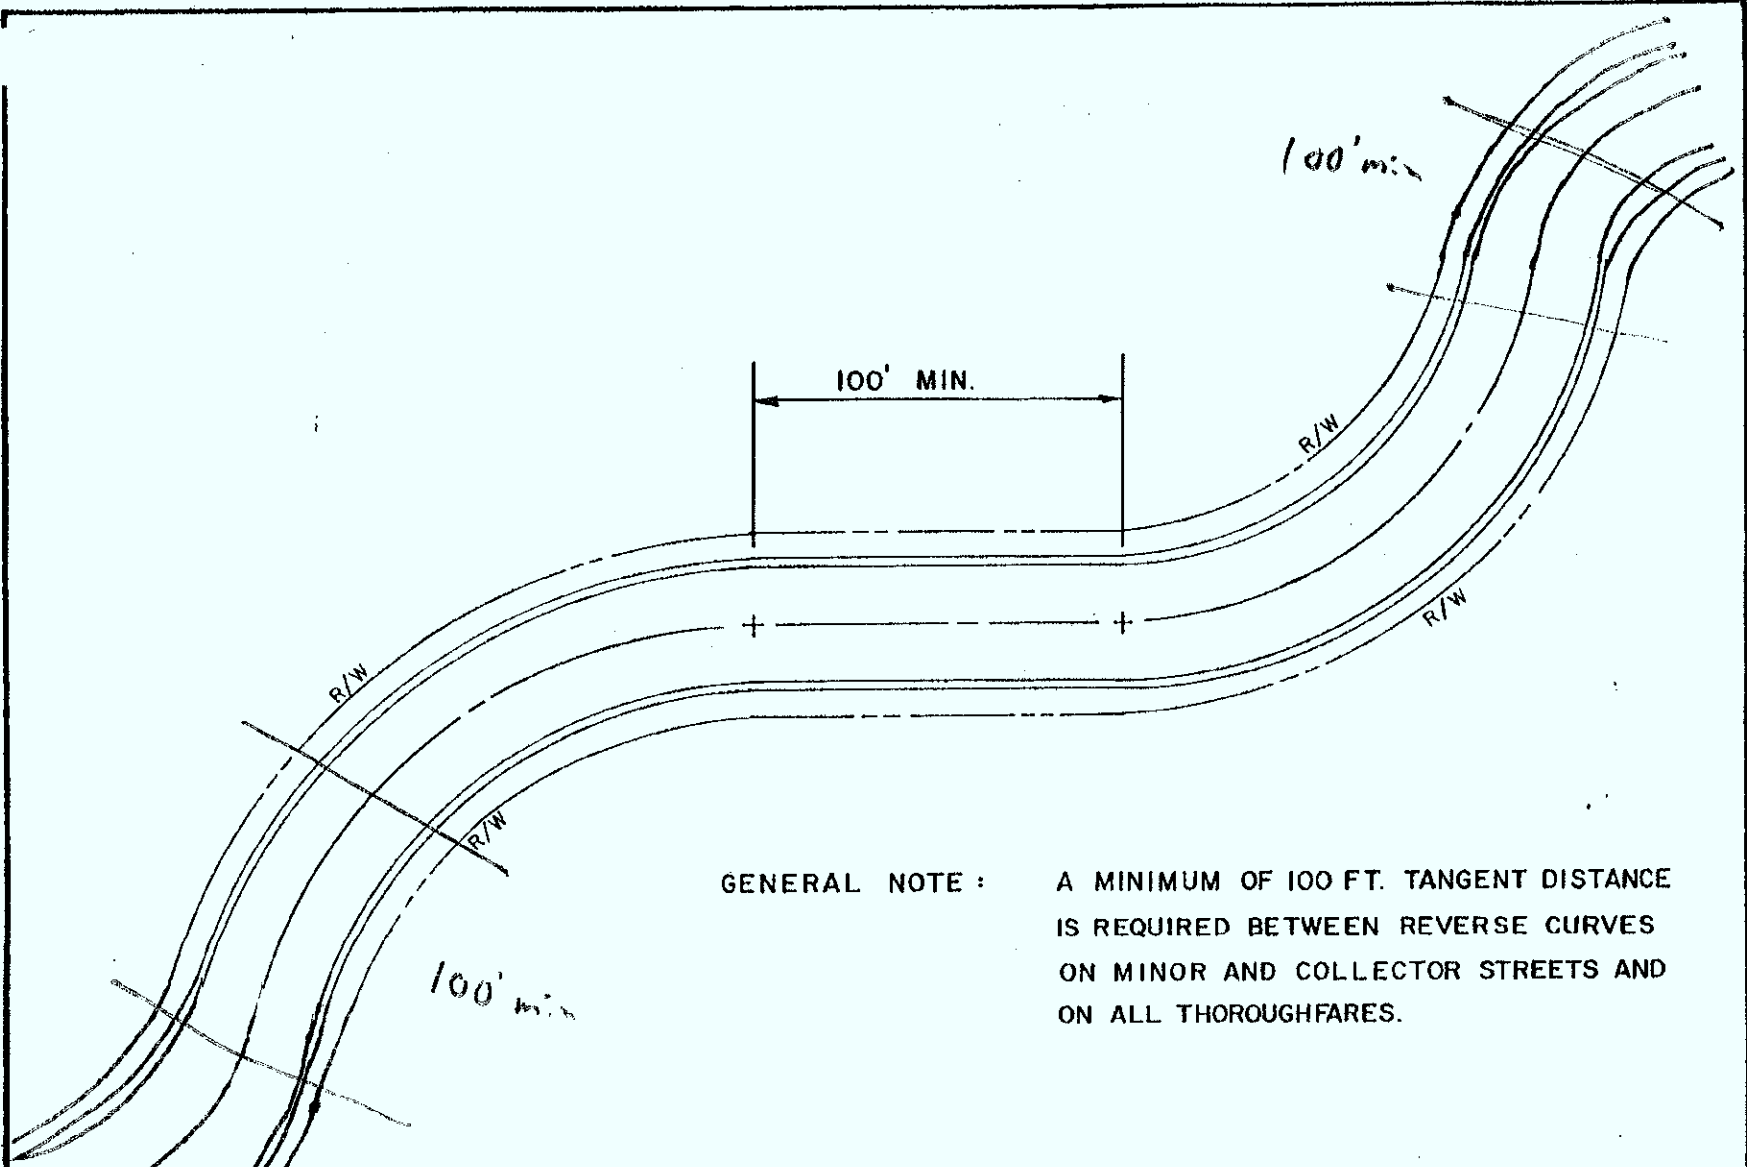 100' min
100' MIN.
R/W
R/W
R/W
R/W
GENERAL NOTE : A MINIMUM OF 100 FT. TANGENT DISTANCE
IS REQUIRED BETWEEN REVERSE CURVES
ON MINOR AND COLLECTOR STREETS AND
ON ALL THOROUGHFARES.
100' min